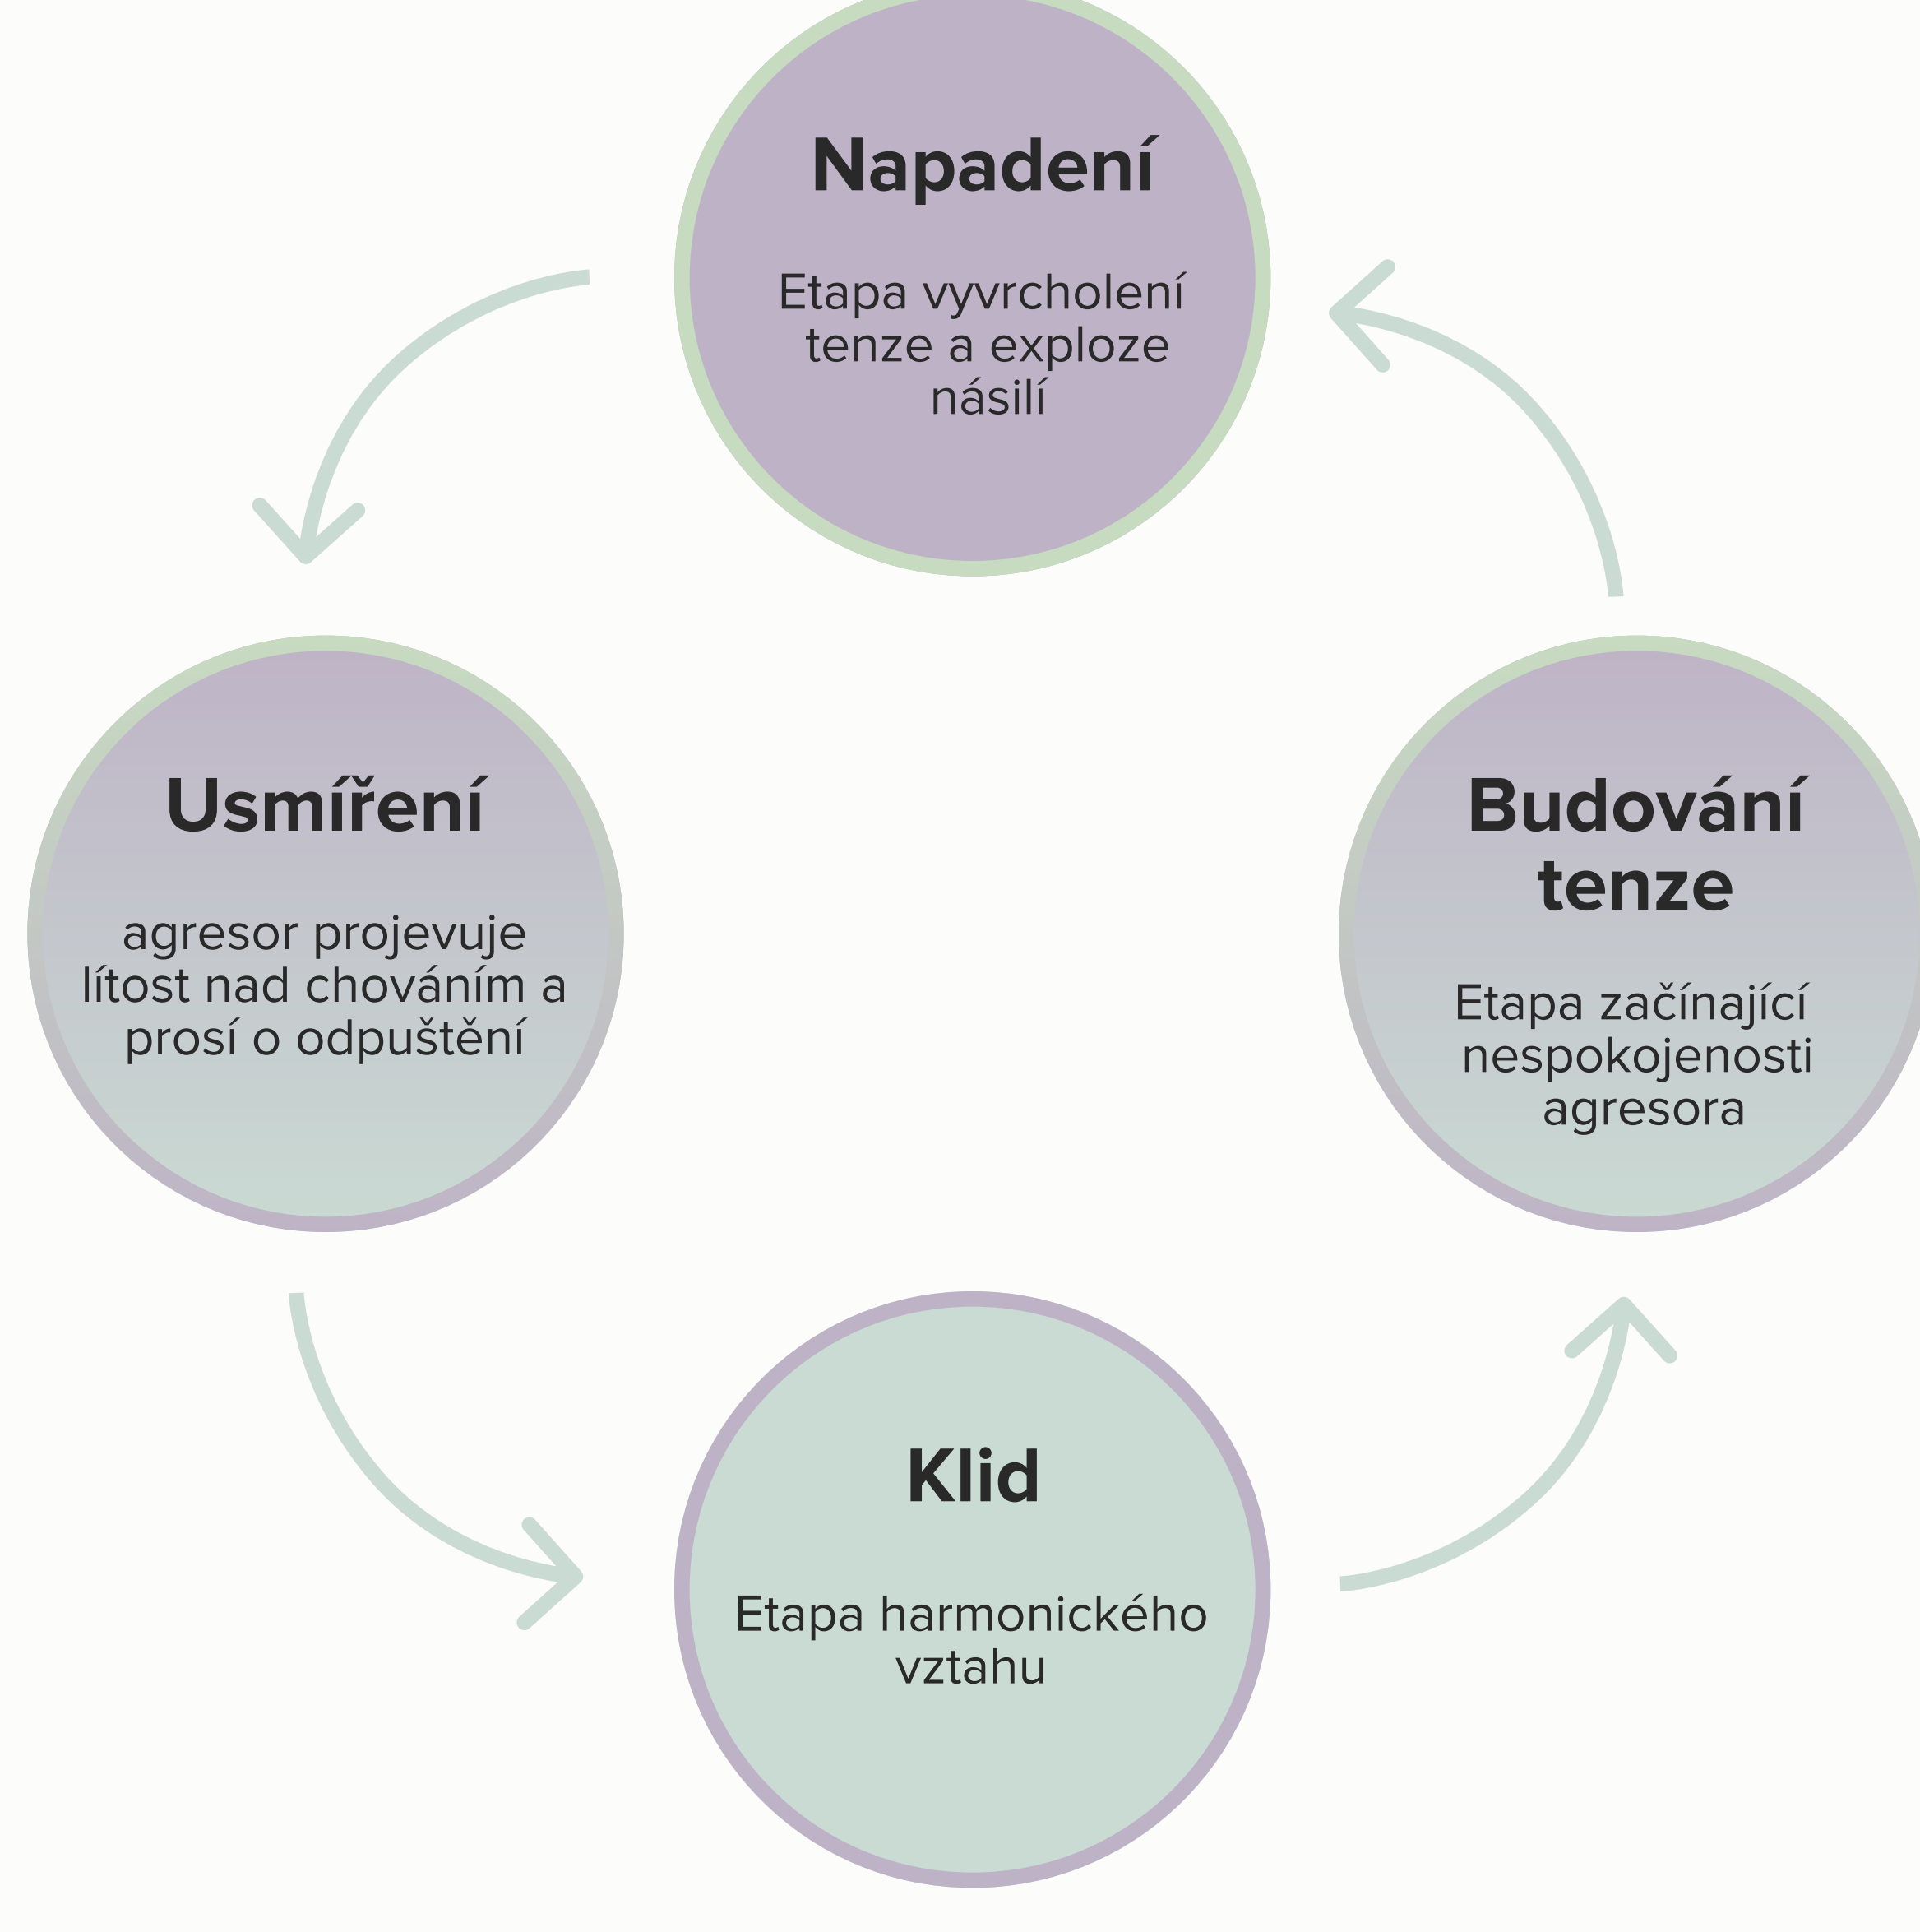 Napadení
Etapa vyvrcholení
tenze a exploze
násilí
Usmíření
agresor projevuje
lítost nad chováním a
prosí o odpuštění
Budování
tenze
Etapa začínající
nespokojenosti
agresora
Klid
Etapa harmonického
vztahu